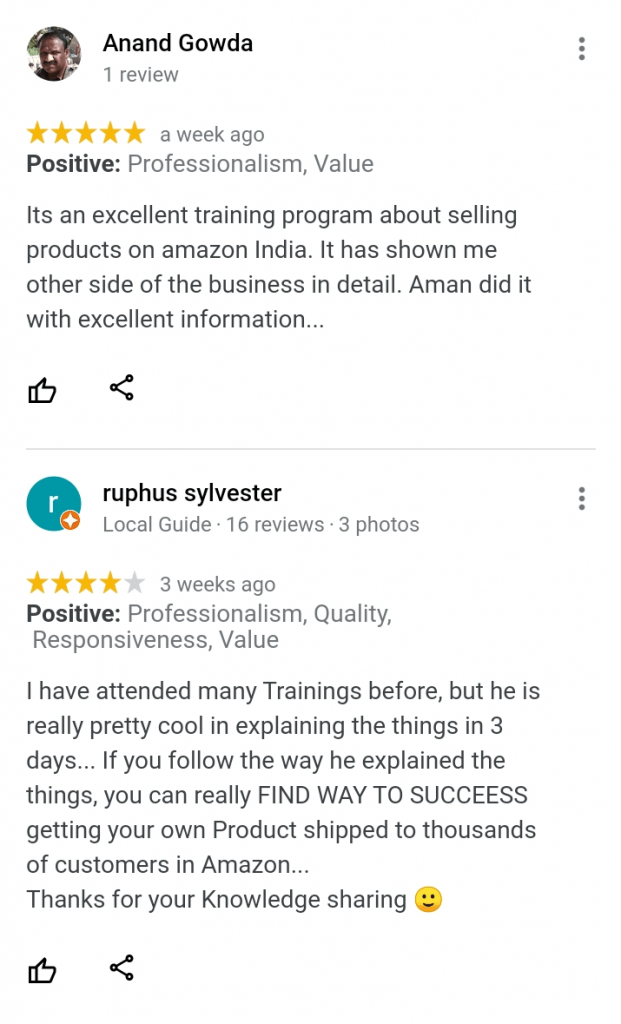 Anand Gowda
1 review
a week ago
Positive: Professionalism, Value
Its an excellent training program about selling
products on amazon India. It has shown me
other side of the business in detail. Aman did it
with excellent information...
r
ruphus sylvester
Local Guide · 16 reviews · 3 photos
3 weeks ago
Positive: Professionalism, Quality,
Responsiveness, Value
I have attended many Trainings before, but he is
really pretty cool in explaining the things in 3
days... If you follow the way he explained the
things, you can really FIND WAY TO SUCCEESS
getting your own Product shipped to thousands
of customers in Amazon...
Thanks for your Knowledge sharing 🙂